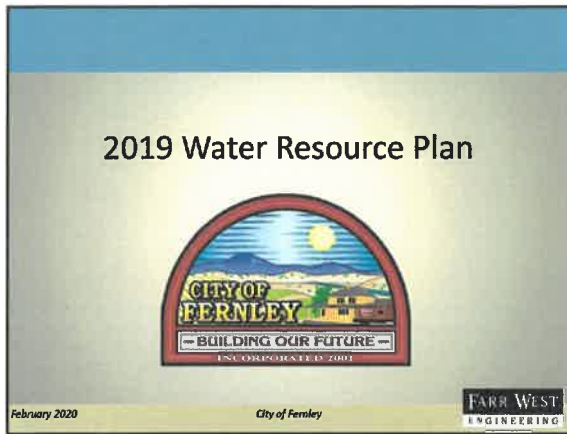 2019 Water Resource Plan
CITY OF
FERNLEY
BUILDING OUR FUTURE
INCORPORATED 2001
February 2020
City of Fernley
FARR WEST
ENGINEERING